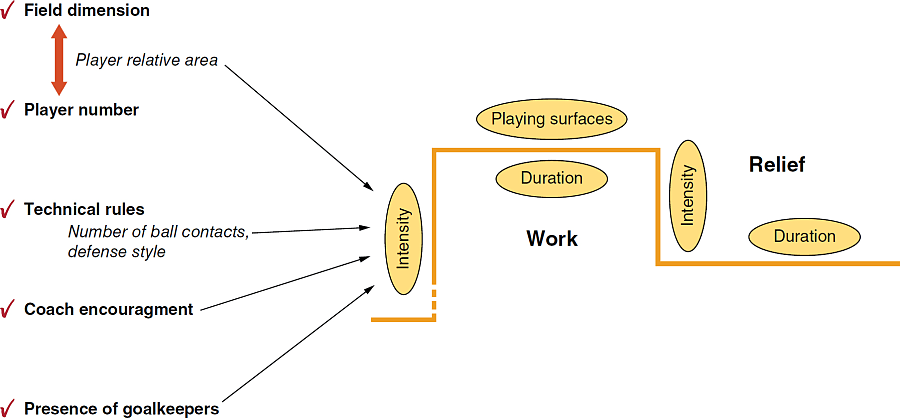 Field dimension
Player relative area
Player number
Technical rules
Number of ball contacts,
defense style
Coach encouragment
Presence of goalkeepers
Intensity
Playing surfaces
Duration
Work
Intensity
Relief
Duration